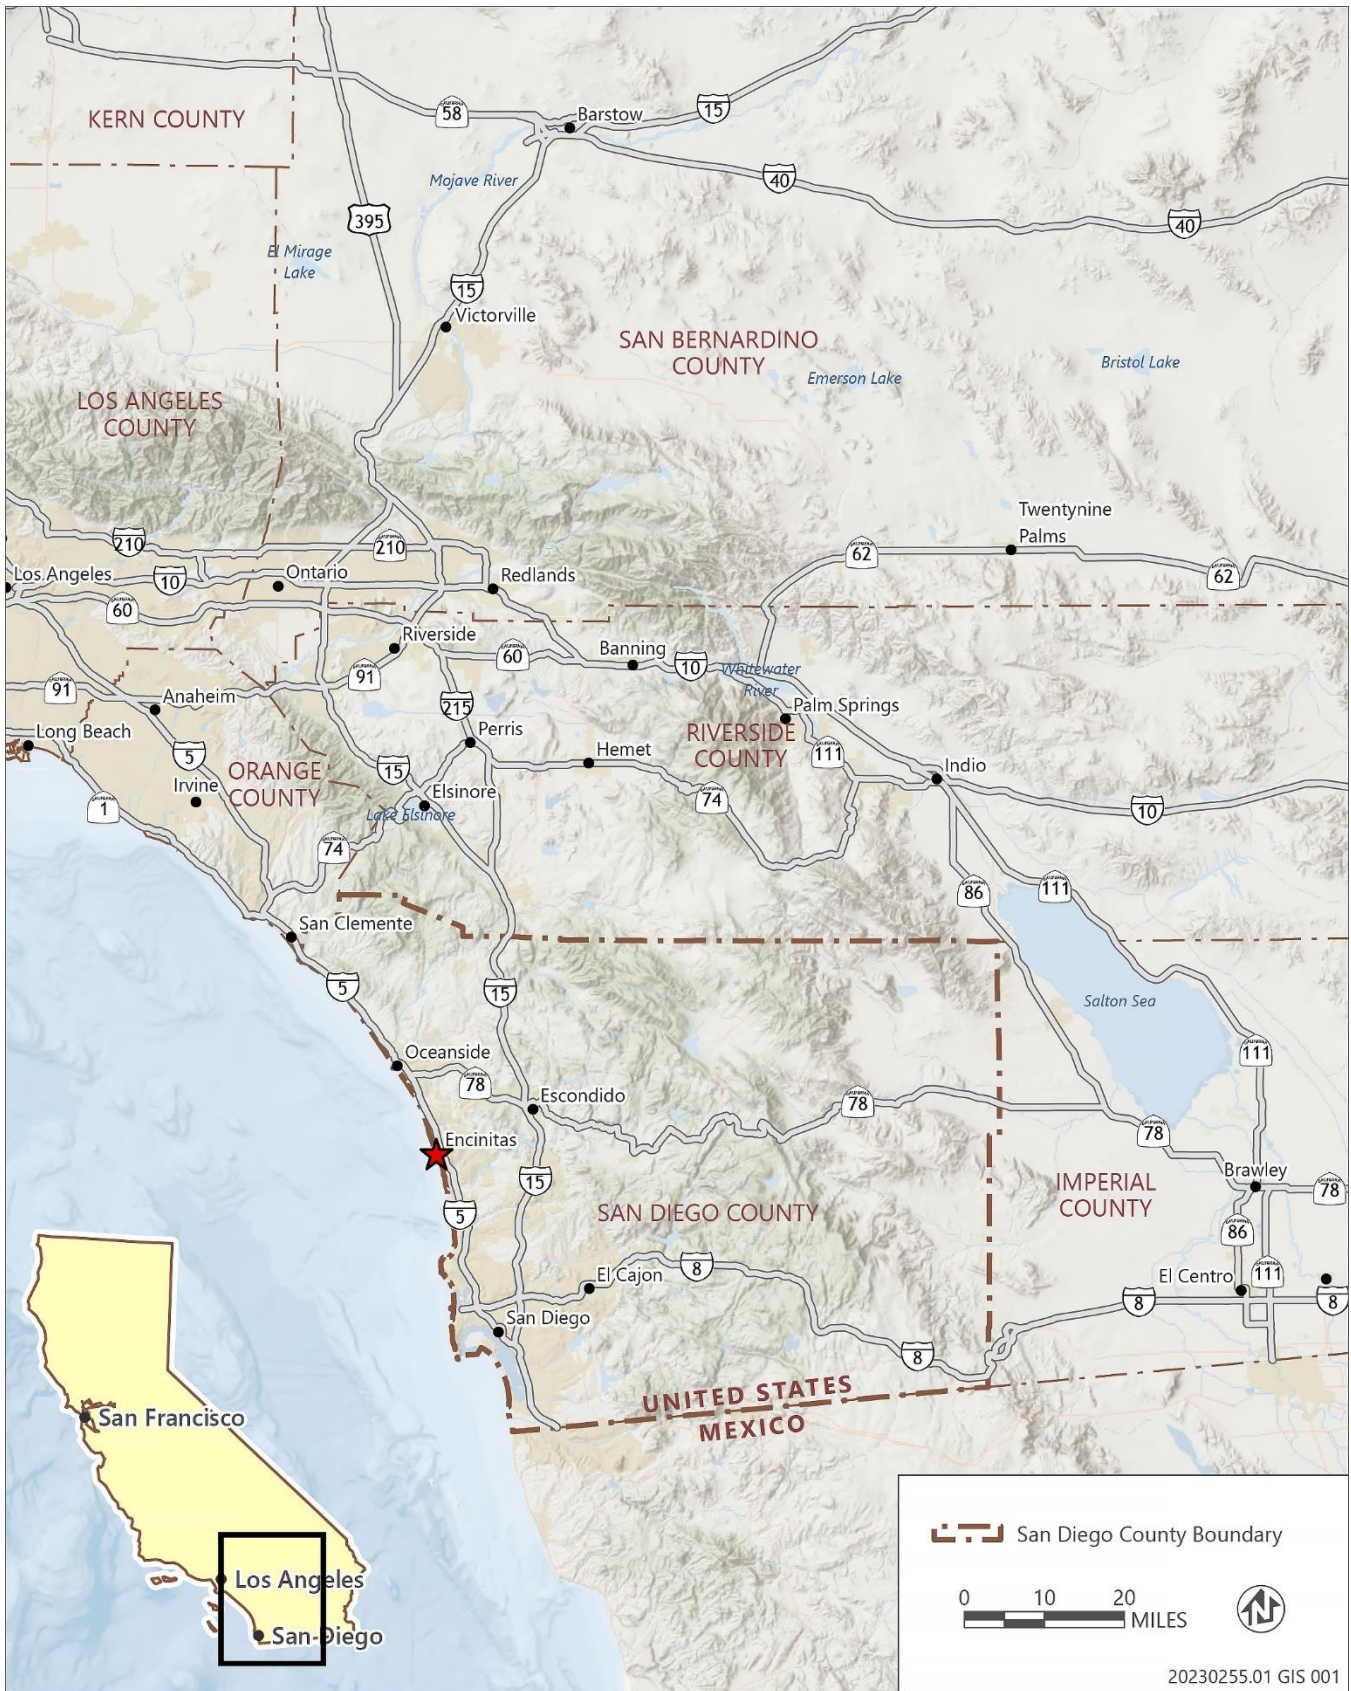 KERN COUNTY
58
Barstow
15
Mojave River
40
395
40
El Mirage
Lake
15
Victorville
SAN BERNARDINO
COUNTY
Emerson Lake
Bristol Lake
LOS ANGELES
COUNTY
Twentynine
Palms
210
210
62
62
Los Angeles
10
Ontario
Redlands
60
Riverside
60
Banning
10
Whitewater
River
91
91
Anaheim
215
Palm Springs
Long Beach
Perris
RIVERSIDE
COUNTY
5
Hemet
111
ORANGE
COUNTY
15
Indio
Irvine
Elsinore
1
Lake Elsinore
74
10
74
86
111
San Clemente
5
15
Salton Sea
Oceanside
78
111
Escondido
78
78
Encinitas
15
Brawley
IMPERIAL
COUNTY
78
5
SAN DIEGO COUNTY
86
El Cajon
8
El Centro
111
8
8
San Diego
8
UNITED STATES
MEXICO
San Francisco
Los Angeles
San Diego
San Diego County Boundary
0 10 20
MILES
N
20230255.01 GIS 001